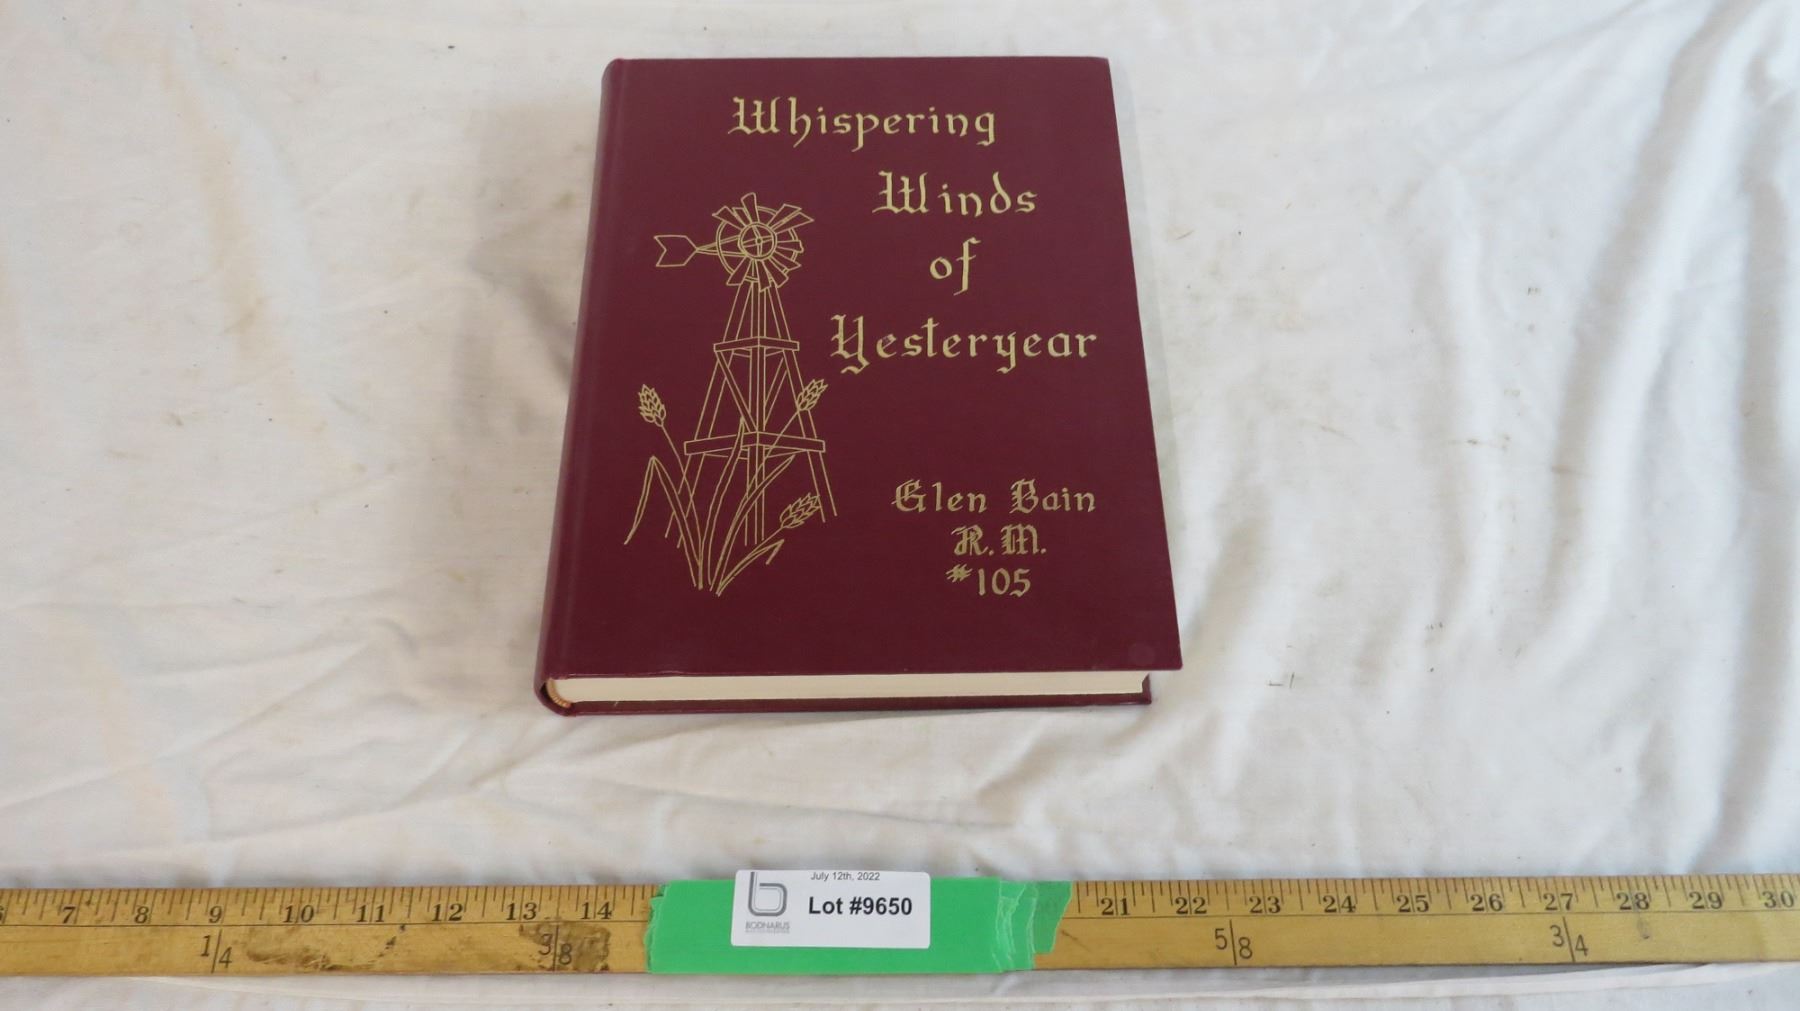 Whispering
Winds
of
Yesteryear
Glen Bain
R.M.
#105
July 12th, 2022
Lot #9650
BODNARUS
7 8 9 10 11 12 13 14 21 22 23 24 25 26 27 28 29 30
1/4 3/8 5/8 3/4